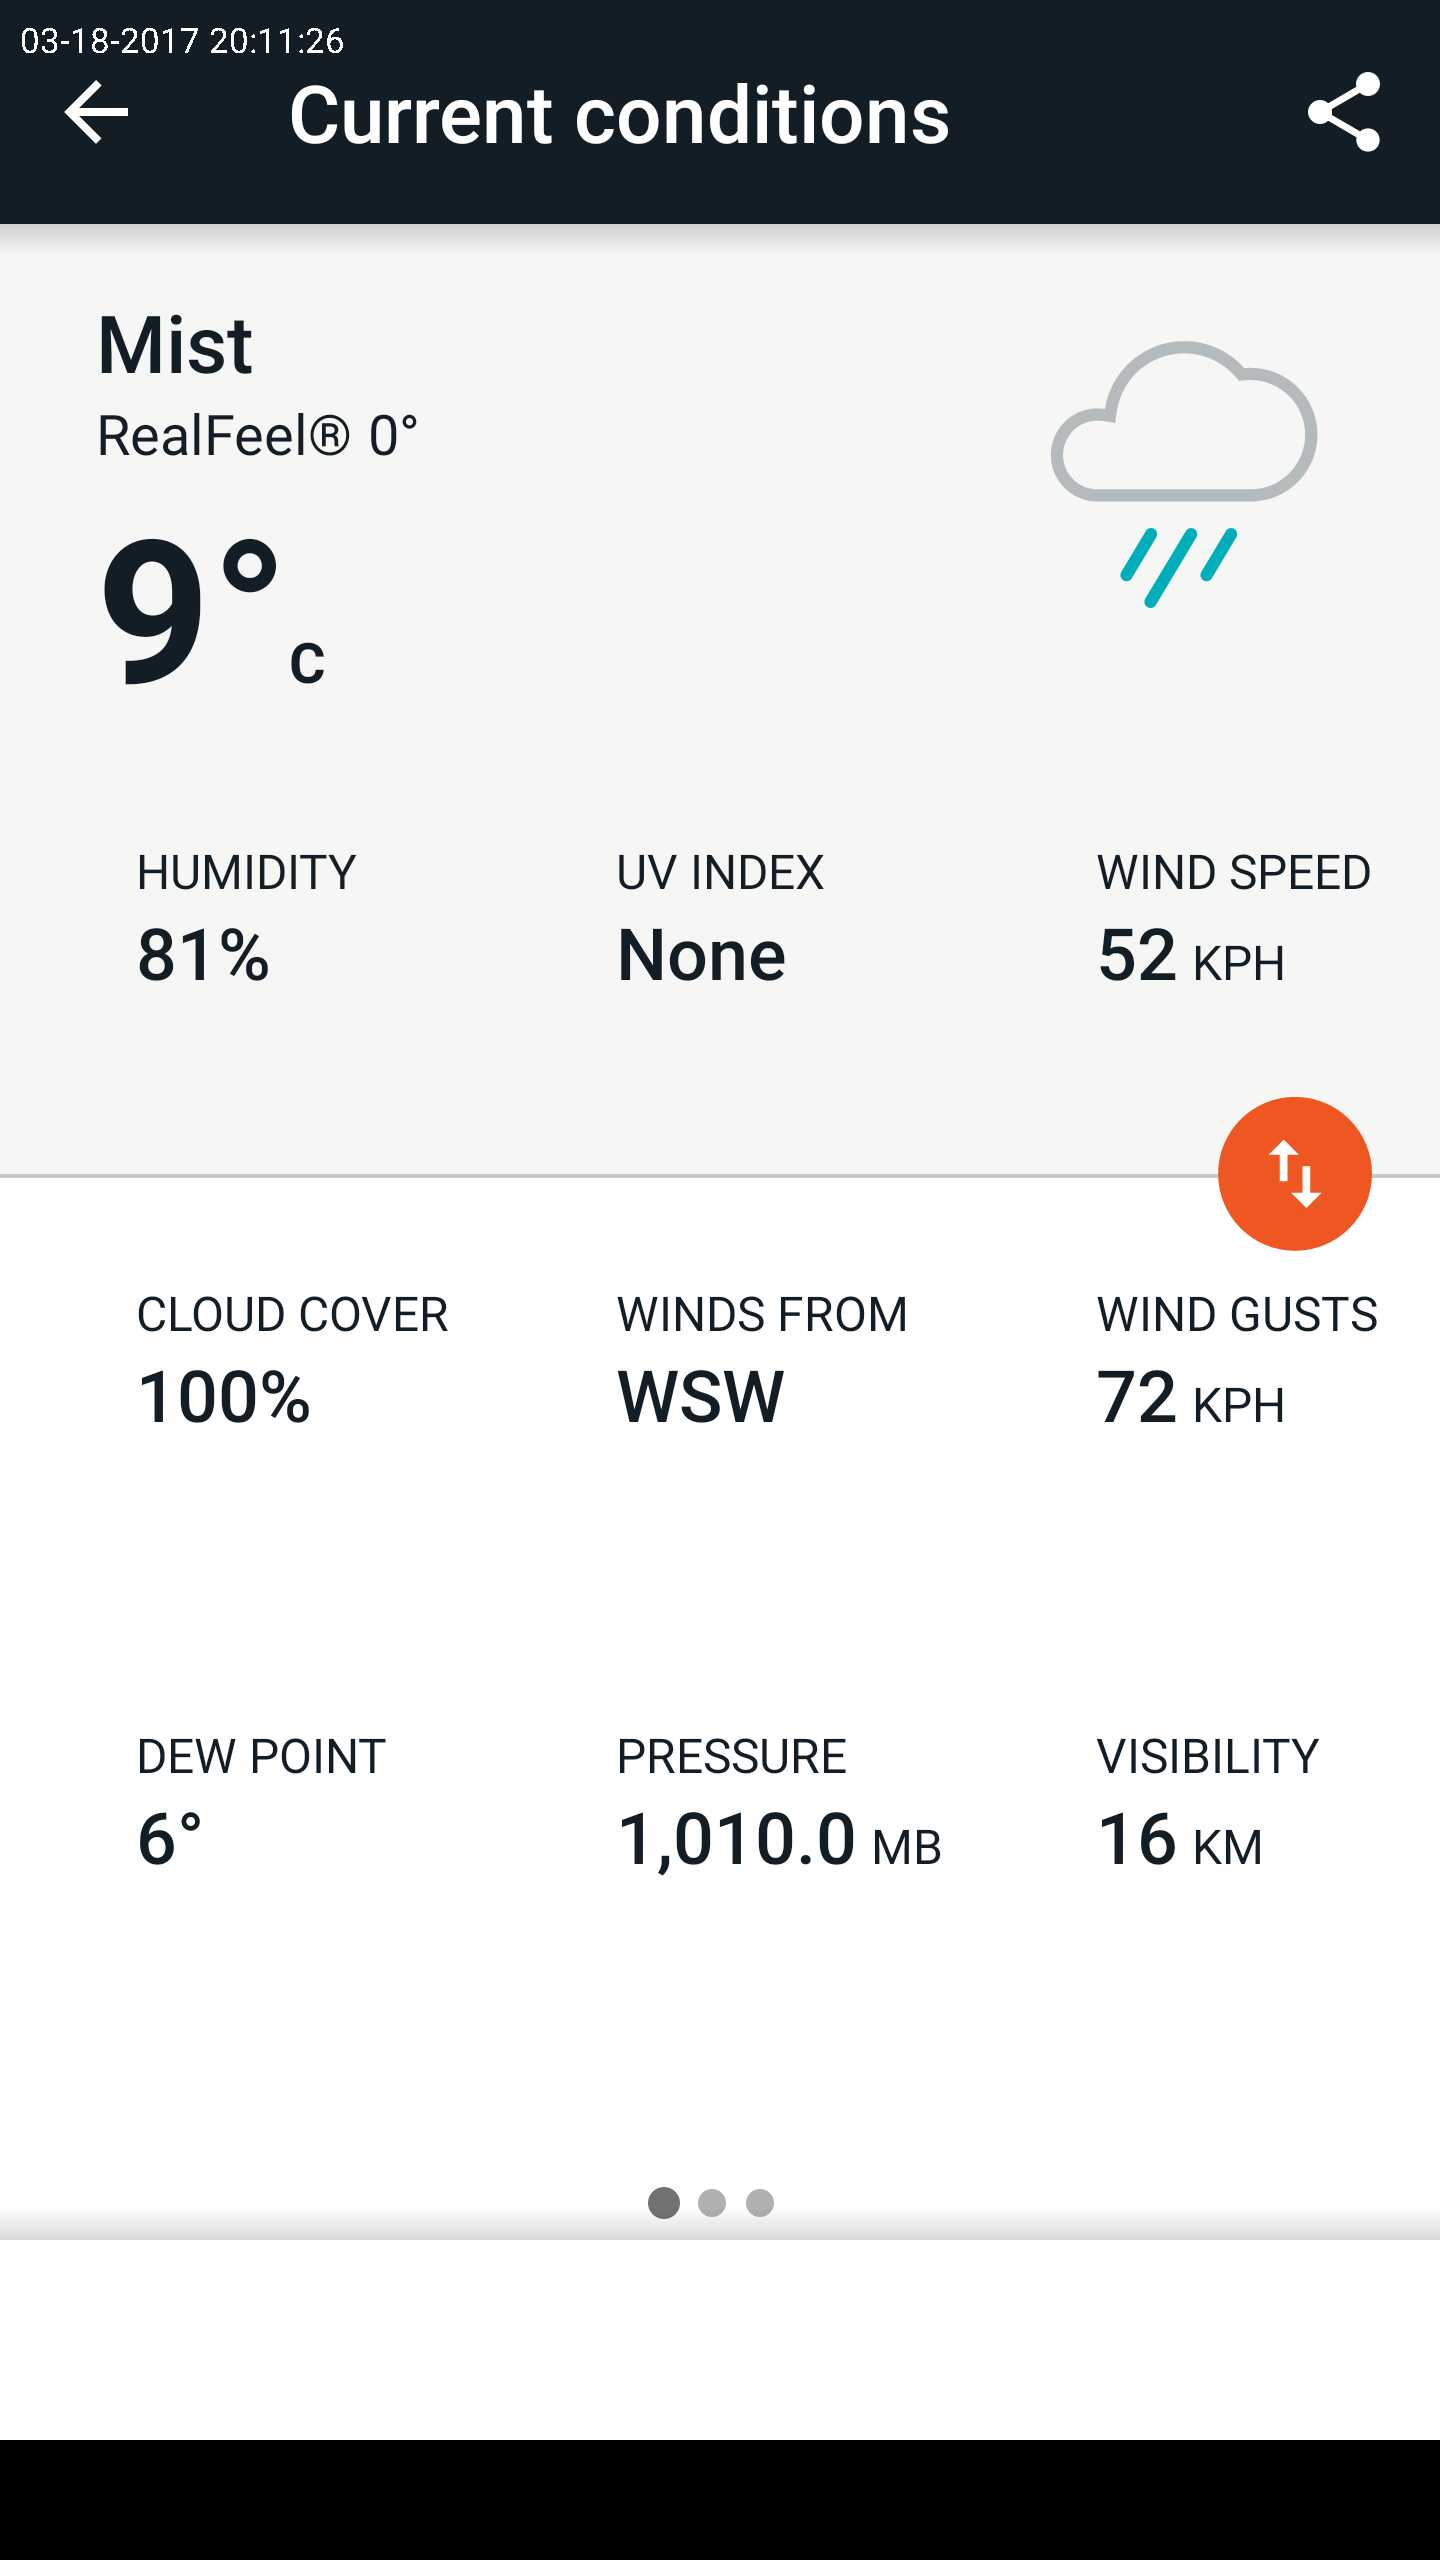 03-18-2017 20:11:26
Current conditions
Mist
RealFeel® 0°
9° C
HUMIDITY UV INDEX WIND SPEED
81% None 52 KPH
CLOUD COVER WINDS FROM WIND GUSTS
100% WSW 72 KPH
DEW POINT PRESSURE VISIBILITY
6° 1,010.0 MB 16 KM